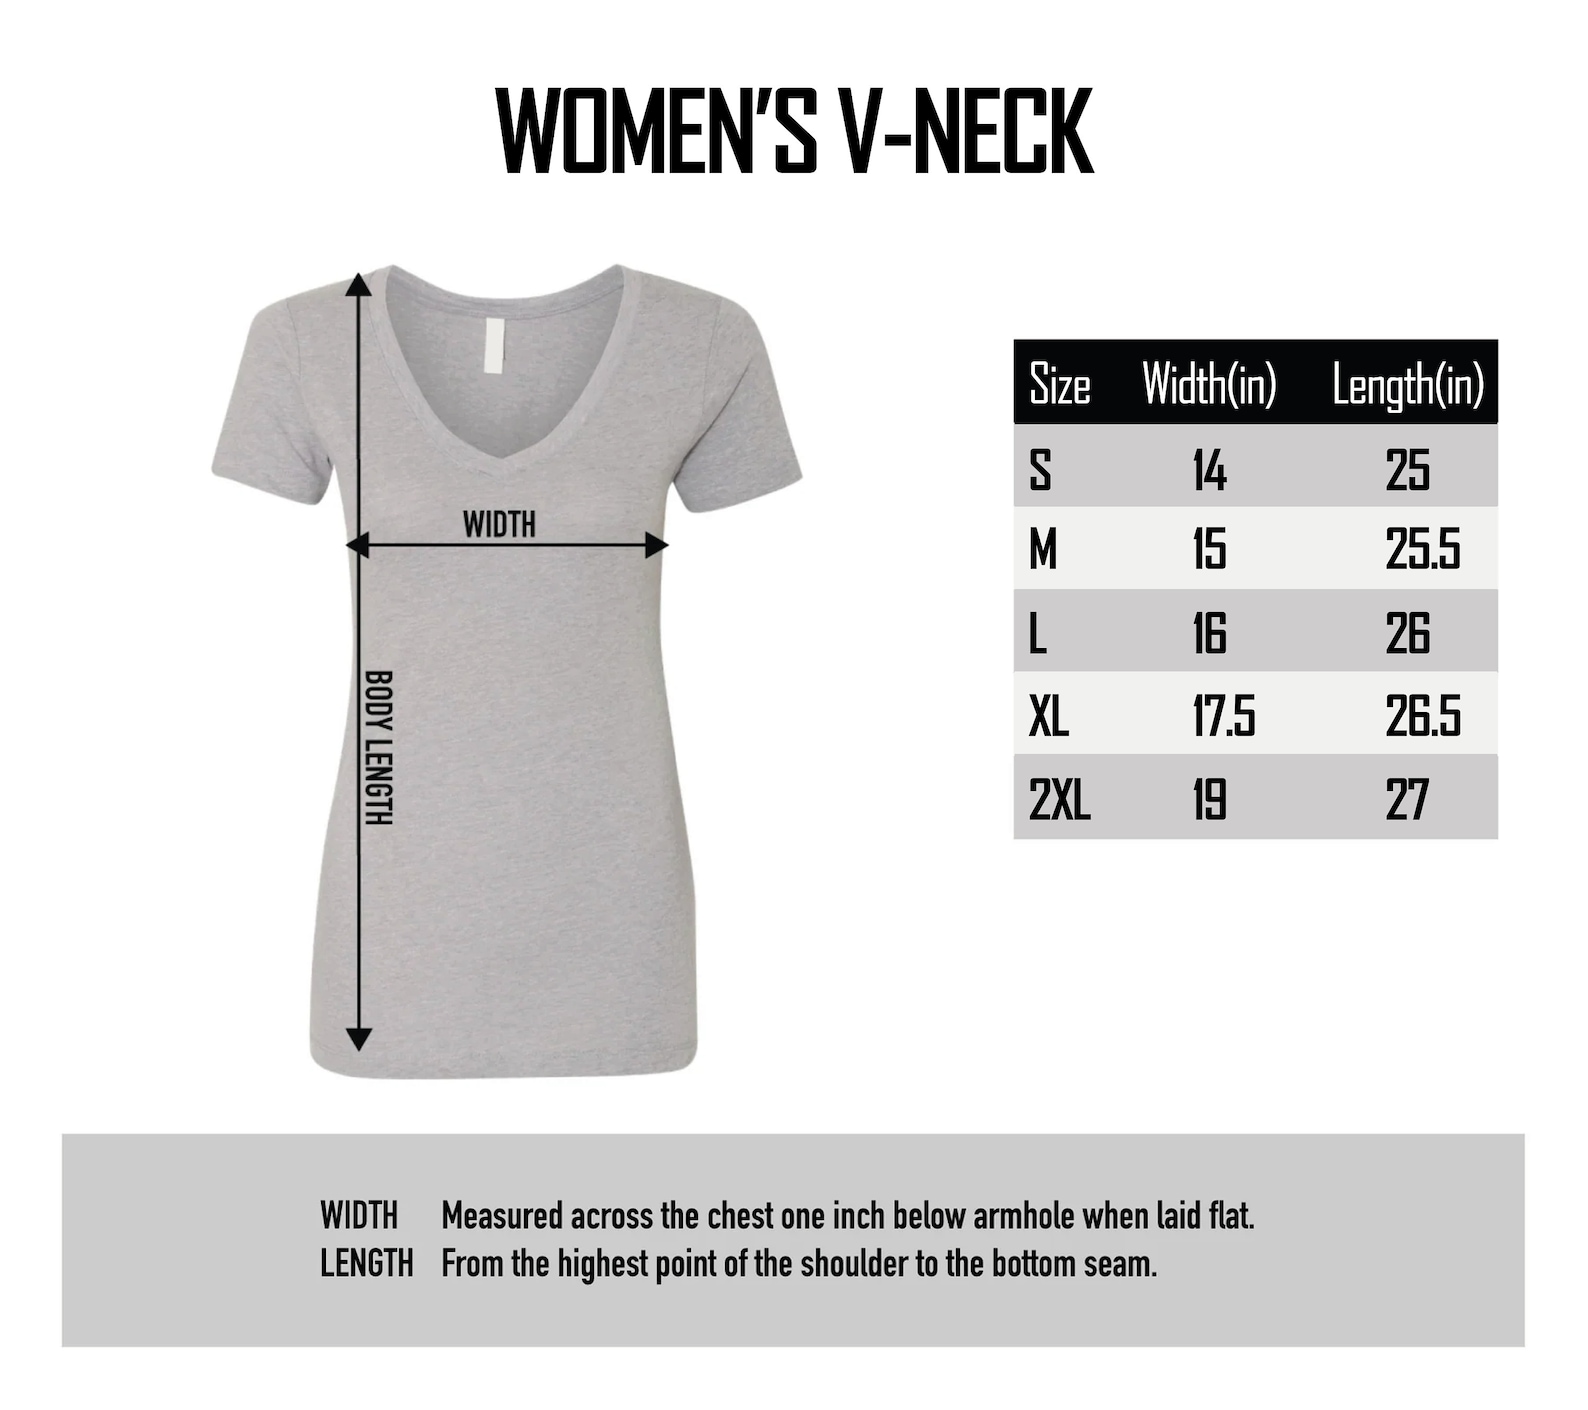 WOMEN'S V-NECK
WIDTH
BODY LENGTH
Size Width(in) Length(in)
S 14 25
M 15 25.5
L 16 26
XL 17.5 26.5
2XL 19 27
WIDTH Measured across the chest one inch below armhole when laid flat.
LENGTH From the highest point of the shoulder to the bottom seam.